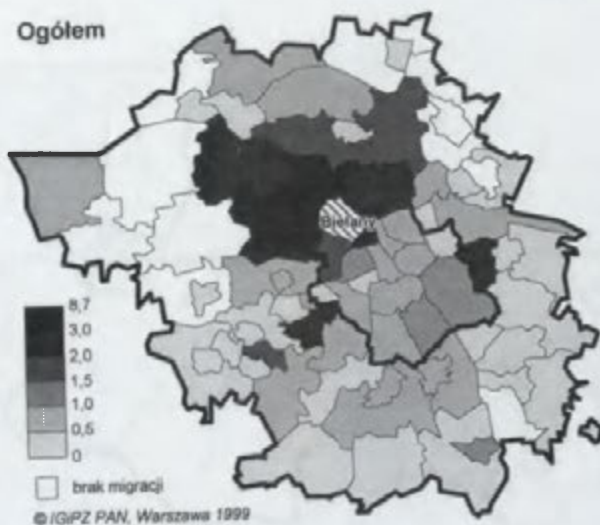 Ogółem
Bielany
8,7
3,0
2,0
1,5
1,0
0,5
0
brak migracji
© IGiPZ PAN, Warszawa 1999